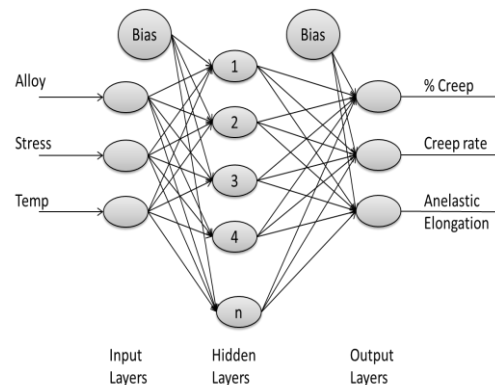 Bias
Bias
Alloy
1
% Creep
2
Stress
Creep rate
3
Temp
Anelastic
4
Elongation
n
Input
Layers
Hidden
Layers
Output
Layers